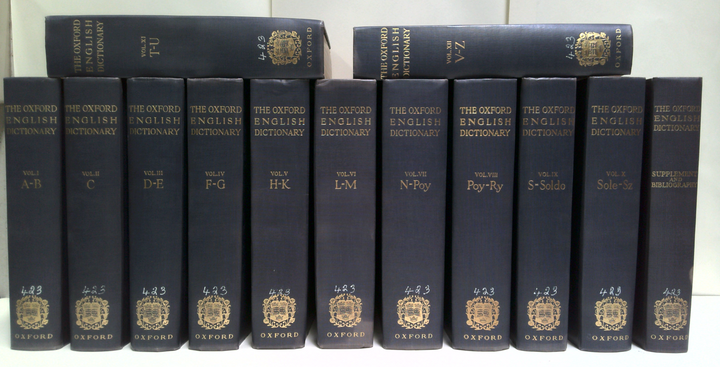 THE OXFORD
ENGLISH
DICTIONARY
VOL. XI
T-U
423
OXFORD
THE OXFORD
ENGLISH
DICTIONARY
VOL. XII
V-Z
423
OXFORD
THE OXFORD
ENGLISH
DICTIONARY
VOL. I
A-B
423
OXFORD
THE OXFORD
ENGLISH
DICTIONARY
VOL. II
C
423
OXFORD
THE OXFORD
ENGLISH
DICTIONARY
VOL. III
D-E
423
OXFORD
THE OXFORD
ENGLISH
DICTIONARY
VOL. IV
F-G
423
OXFORD
THE OXFORD
ENGLISH
DICTIONARY
VOL. V
H-K
423
OXFORD
THE OXFORD
ENGLISH
DICTIONARY
VOL. VI
L-M
423
OXFORD
THE OXFORD
ENGLISH
DICTIONARY
VOL. VII
N-Poy
423
OXFORD
THE OXFORD
ENGLISH
DICTIONARY
VOL. VIII
Poy-Ry
423
OXFORD
THE OXFORD
ENGLISH
DICTIONARY
VOL. IX
S-Soldo
423
OXFORD
THE OXFORD
ENGLISH
DICTIONARY
VOL. X
Sole-Sz
423
OXFORD
THE OXFORD
ENGLISH
DICTIONARY
SUPPLEMENT
AND
BIBLIOGRAPHY
423
OXFORD